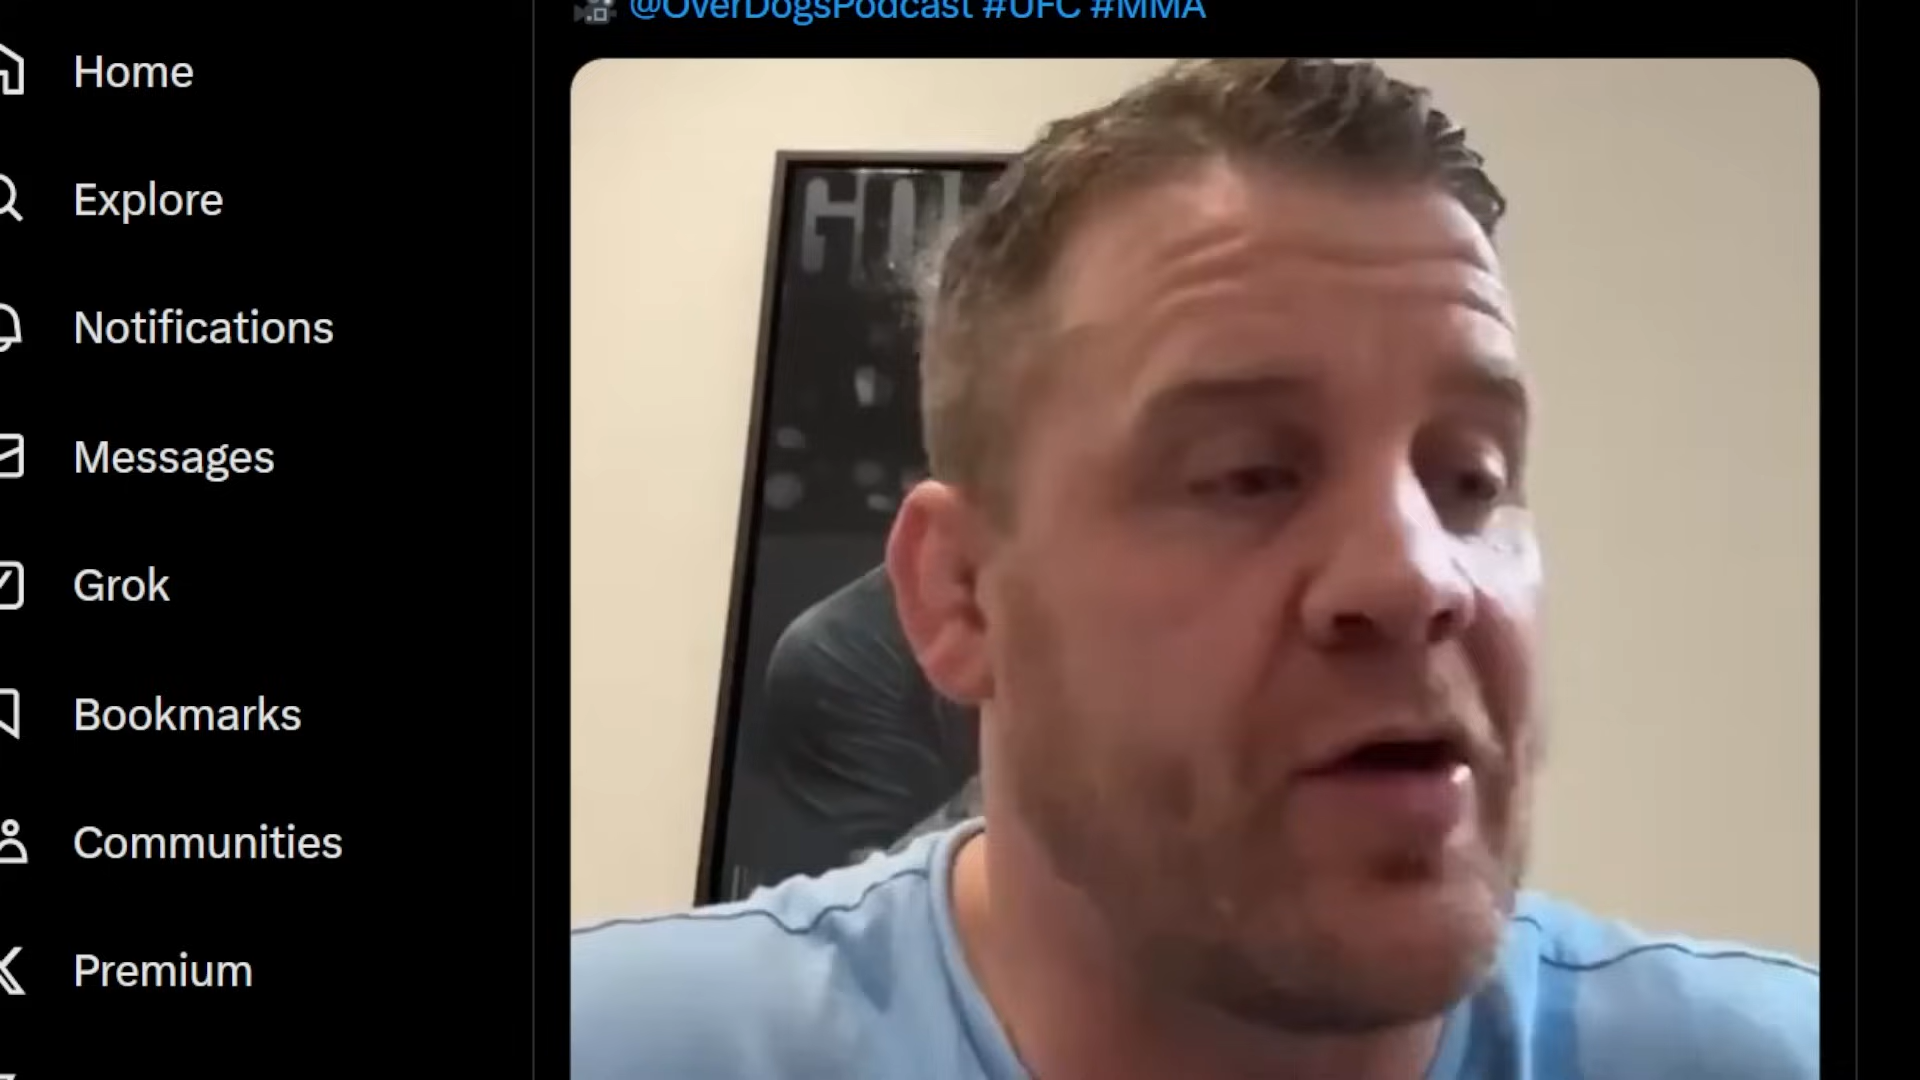 @OverDogsPodcast #UFC #MMA
Home
Explore
Notifications
Messages
Grok
Bookmarks
Communities
Premium